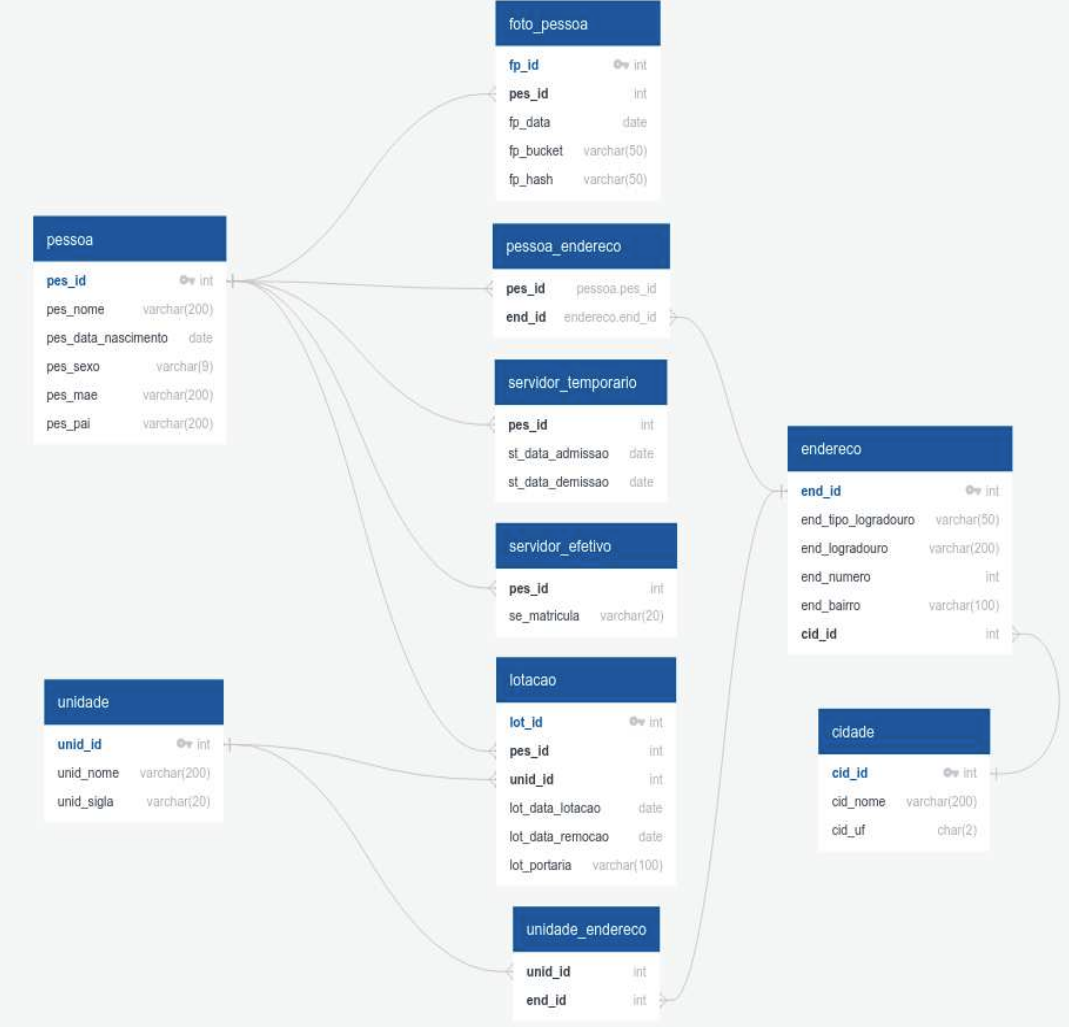 foto_pessoa
fp_id int
pes_id int
fp_data date
fp_bucket varchar(50)
fp_hash varchar(50)
pessoa
pes_id int
pes_nome varchar(200)
pes_data_nascimento date
pes_sexo varchar(9)
pes_mae varchar(200)
pes_pai varchar(200)
pessoa_endereco
pes_id pessoa.pes_id
end_id endereco.end_id
servidor_temporario
pes_id int
st_data_admissao date
st_data_demissao date
servidor_efetivo
pes_id int
se_matricula varchar(20)
endereco
end_id int
end_tipo_logradouro varchar(50)
end_logradouro varchar(200)
end_numero int
end_bairro varchar(100)
cid_id int
unidade
unid_id int
unid_nome varchar(200)
unid_sigla varchar(20)
lotacao
lot_id int
pes_id int
unid_id int
lot_data_lotacao date
lot_data_remocao date
lot_portaria varchar(100)
cidade
cid_id int
cid_nome varchar(200)
cid_uf char(2)
unidade_endereco
unid_id int
end_id int